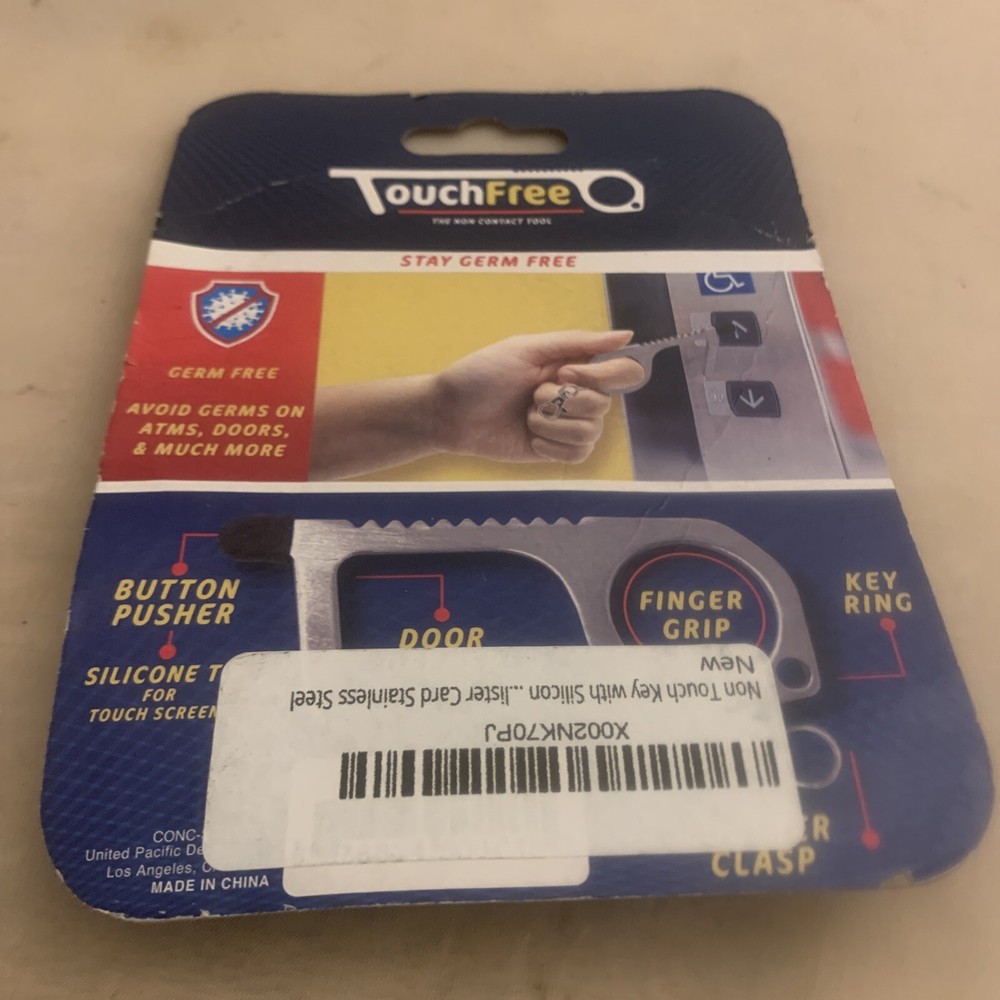 TouchFree
THE NON CONTACT TOOL
STAY GERM FREE
GERM FREE
AVOID GERMS ON
ATMS, DOORS,
& MUCH MORE
BUTTON
PUSHER
SILICONE T
FOR
TOUCH SCREEN
DOOR
FINGER
GRIP
KEY
RING
ER
CLASP
X002NK70PJ
Non Touch Key with Silicon ...lister Card Stainless Steel
New
CONC-
United Pacific De
Los Angeles, C
MADE IN CHINA